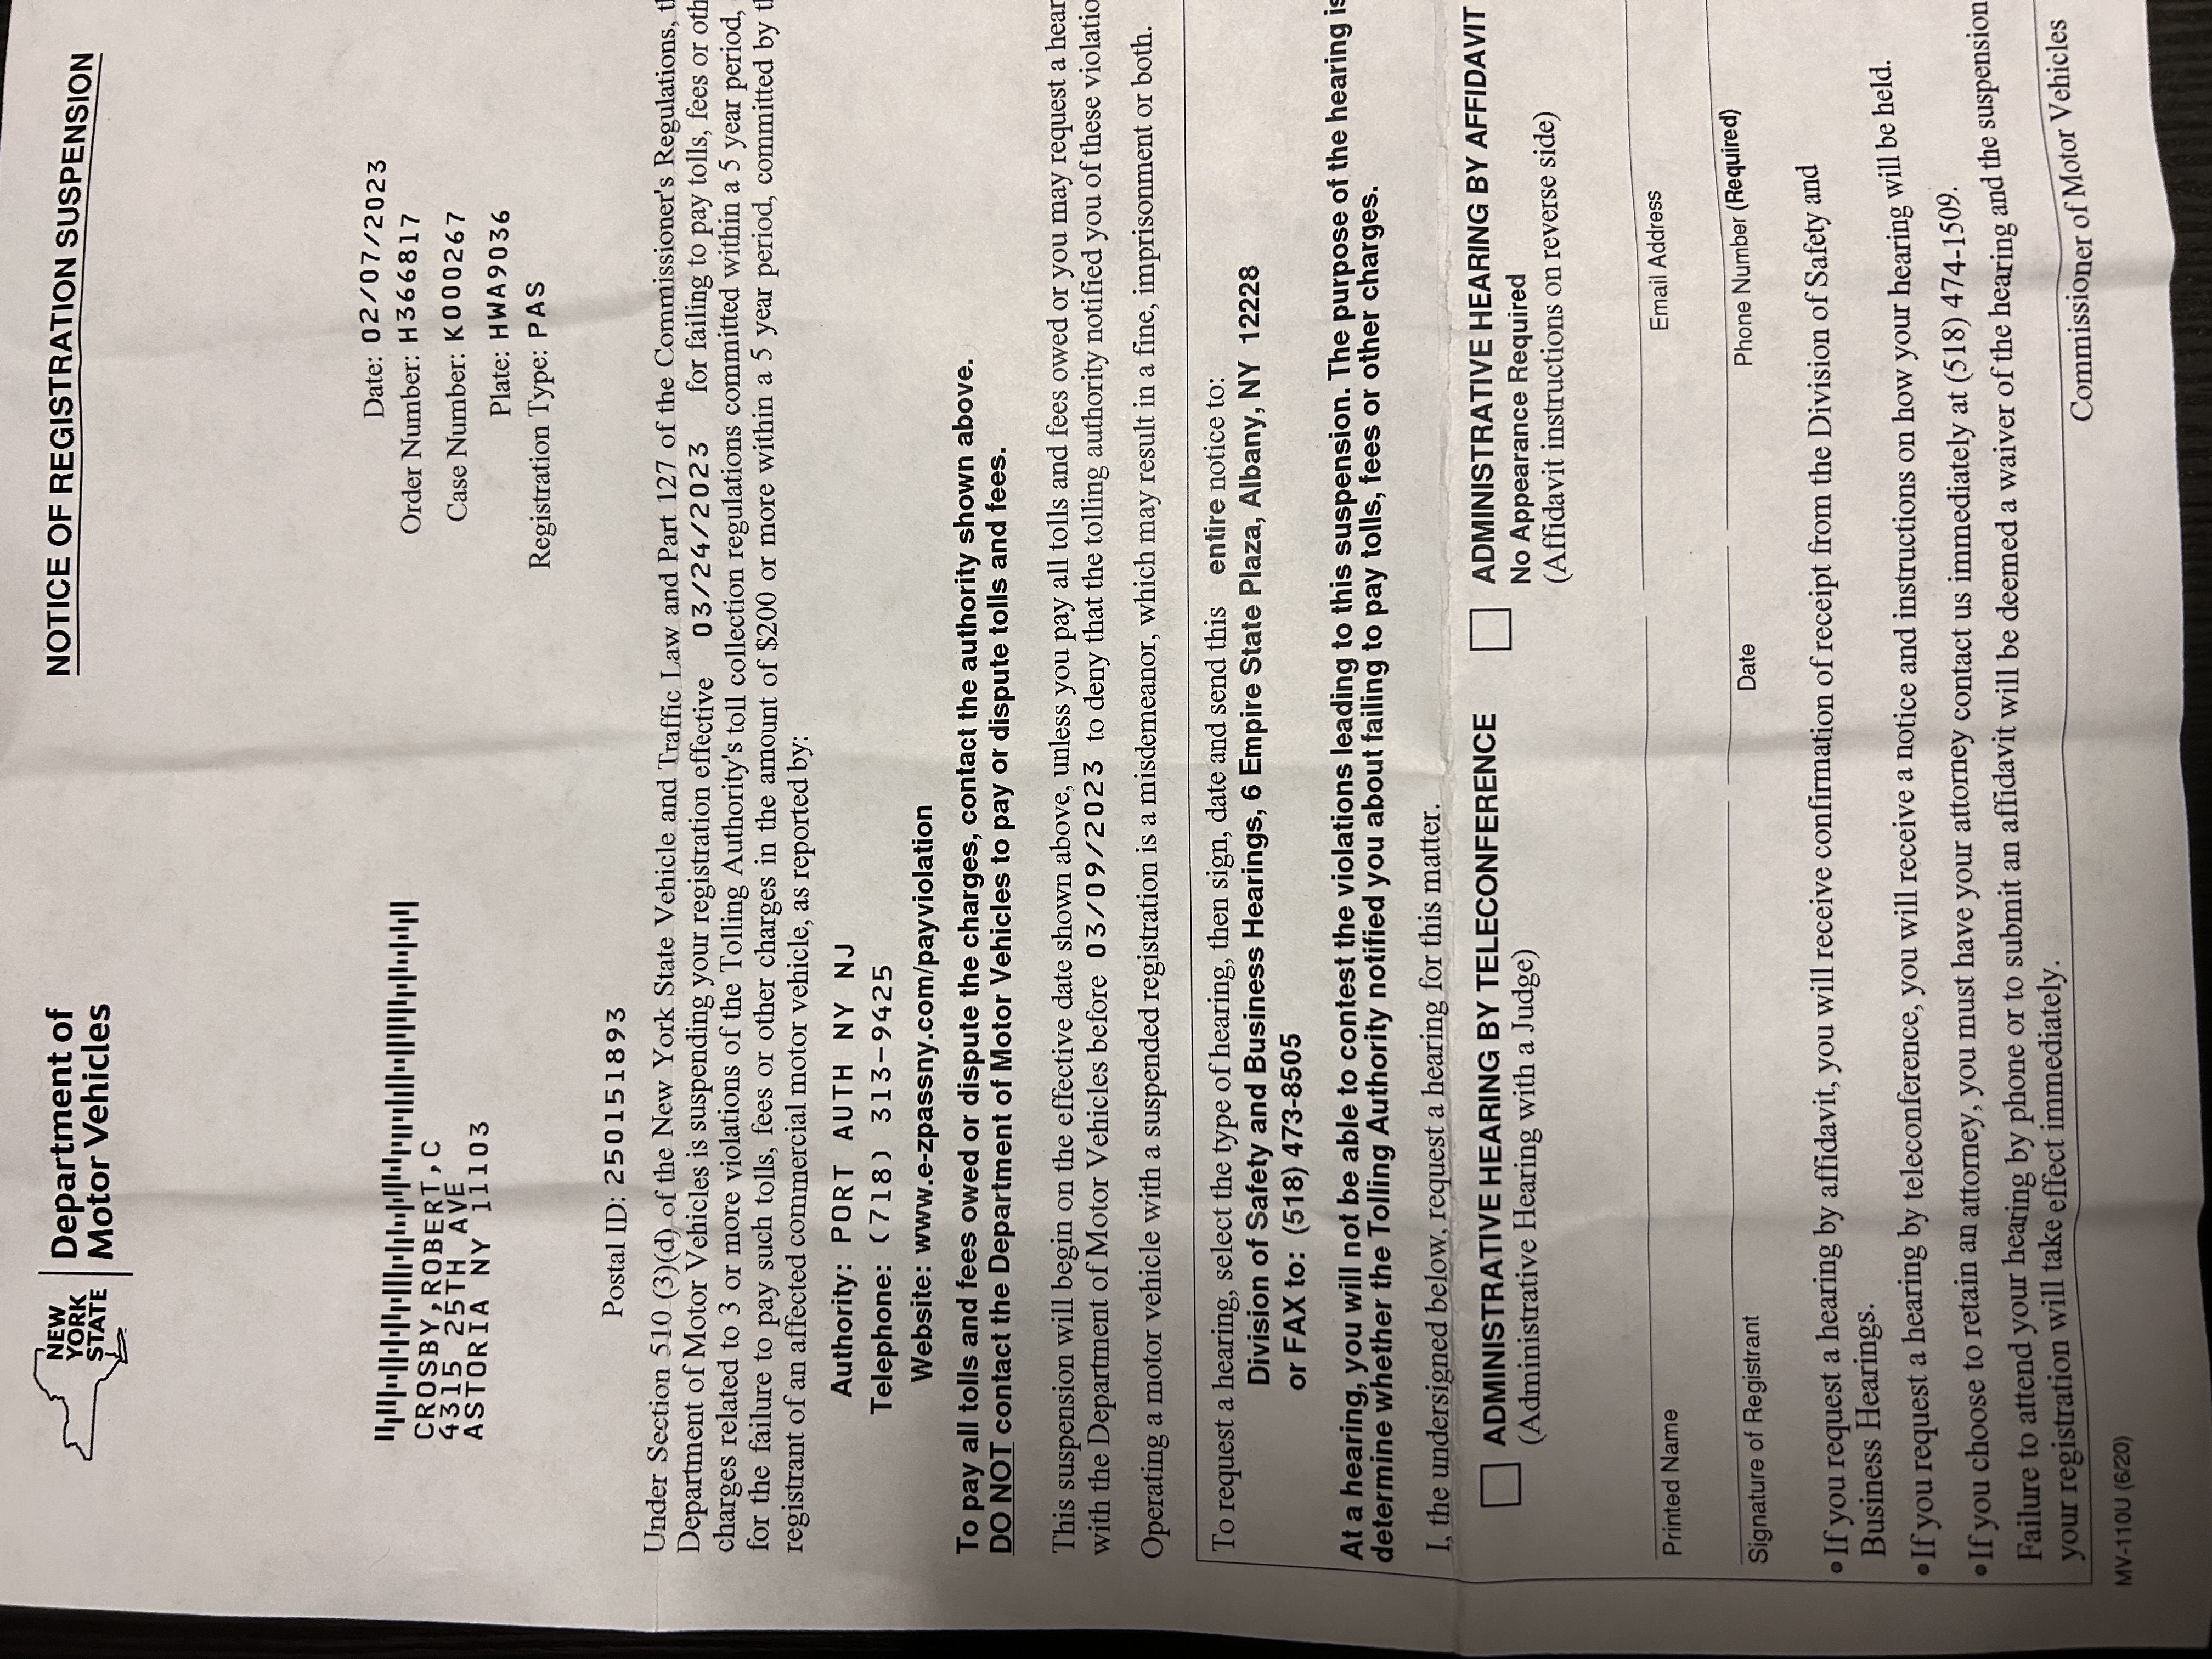 NEW
YORK
STATE
Department of
Motor Vehicles
NOTICE OF REGISTRATION SUSPENSION
CROSBY,ROBERT,C
4315 25TH AVE
ASTORIA NY 11103
Date: 02/07/2023
Order Number: H366817
Case Number: K000267
Plate: HWA9036
Registration Type: PAS
Postal ID: 250151893
Under Section 510 (3)(d) of the New York State Vehicle and Traffic Law and Part 127 of the Commissioner's Regulations, th
Department of Motor Vehicles is suspending your registration effective 03/24/2023 for failing to pay tolls, fees or oth
charges related to 3 or more violations of the Tolling Authority's toll collection regulations committed within a 5 year period,
for the failure to pay such tolls, fees or other charges in the amount of $200 or more within a 5 year period, committed by th
registrant of an affected commercial motor vehicle, as reported by:
Authority: PORT AUTH NY NJ
Telephone: (718) 313-9425
Website: www.e-zpassny.com/payviolation
To pay all tolls and fees owed or dispute the charges, contact the authority shown above.
DO NOT contact the Department of Motor Vehicles to pay or dispute tolls and fees.
This suspension will begin on the effective date shown above, unless you pay all tolls and fees owed or you may request a hear
with the Department of Motor Vehicles before 03/09/2023 to deny that the tolling authority notified you of these violatio
Operating a motor vehicle with a suspended registration is a misdemeanor, which may result in a fine, imprisonment or both.
To request a hearing, select the type of hearing, then sign, date and send this entire notice to:
Division of Safety and Business Hearings, 6 Empire State Plaza, Albany, NY 12228
or FAX to: (518) 473-8505
At a hearing, you will not be able to contest the violations leading to this suspension. The purpose of the hearing is
determine whether the Tolling Authority notified you about failing to pay tolls, fees or other charges.
I, the undersigned below, request a hearing for this matter.
ADMINISTRATIVE HEARING BY TELECONFERENCE
(Administrative Hearing with a Judge)
ADMINISTRATIVE HEARING BY AFFIDAVIT
No Appearance Required
(Affidavit instructions on reverse side)
Printed Name
Email Address
Signature of Registrant
Date
Phone Number (Required)
•If you request a hearing by affidavit, you will receive confirmation of receipt from the Division of Safety and
Business Hearings.
•If you request a hearing by teleconference, you will receive a notice and instructions on how your hearing will be held.
•If you choose to retain an attorney, you must have your attorney contact us immediately at (518) 474-1509.
Failure to attend your hearing by phone or to submit an affidavit will be deemed a waiver of the hearing and the suspension
your registration will take effect immediately.
Commissioner of Motor Vehicles
MV-110U (6/20)